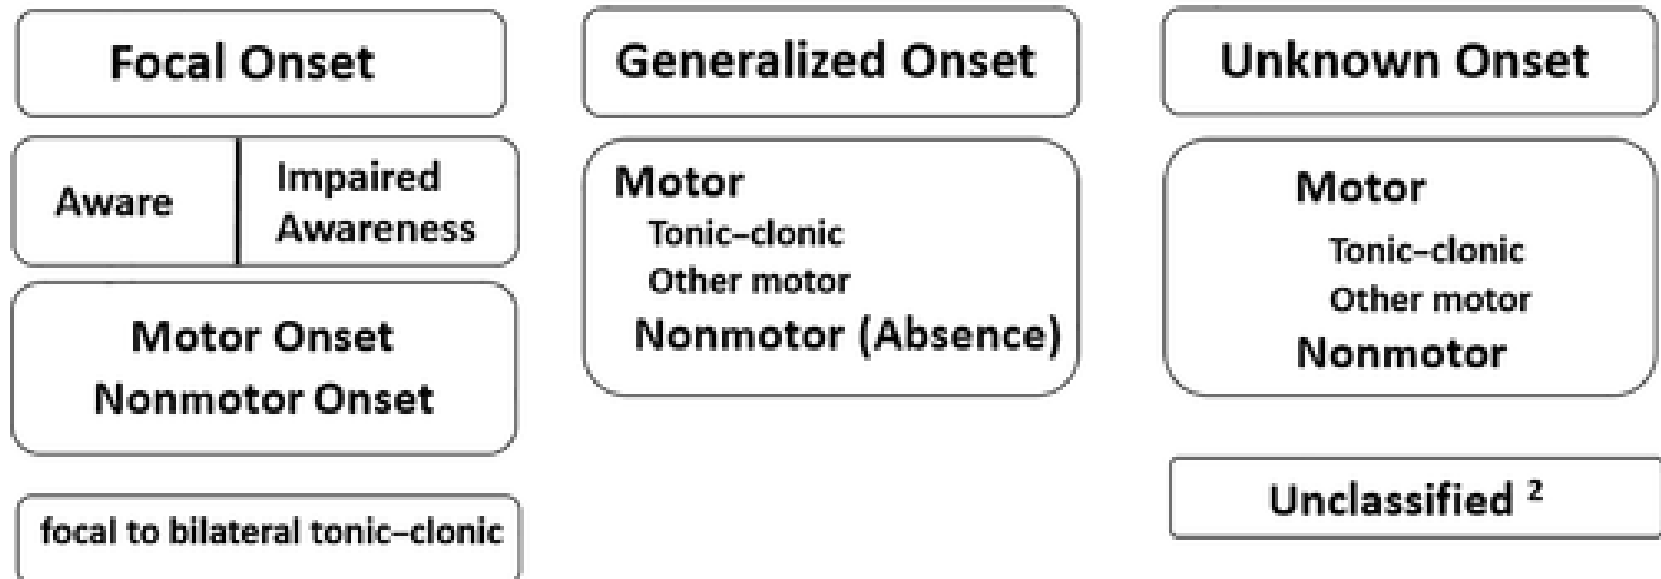 Focal Onset
Aware
Impaired
Awareness
Motor Onset
Nonmotor Onset
focal to bilateral tonic–clonic
Generalized Onset
Motor
Tonic–clonic
Other motor
Nonmotor (Absence)
Unknown Onset
Motor
Tonic–clonic
Other motor
Nonmotor
Unclassified ²